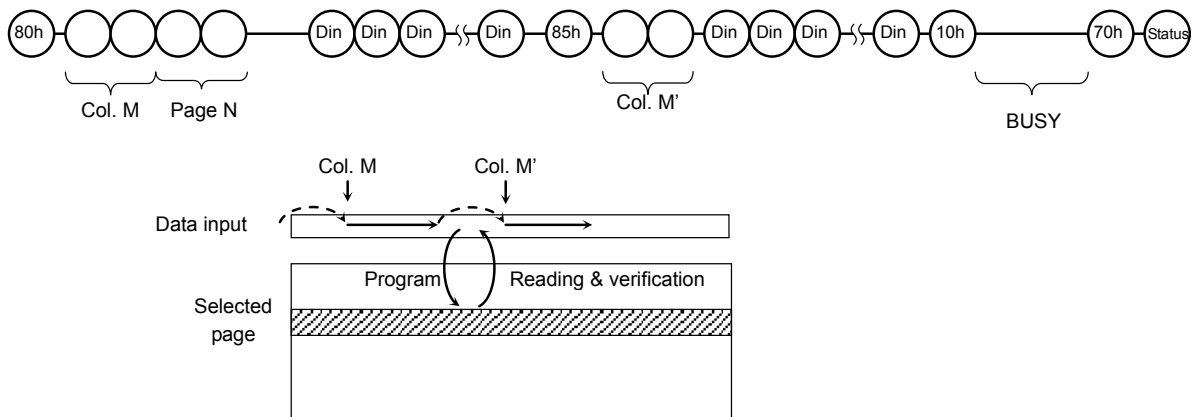 80h Din Din Din Din 85h Din Din Din Din 10h 70h Status
Col. M Page N Col. M’ BUSY
Col. M Col. M’
Data input
Program Reading & verification
Selected
page